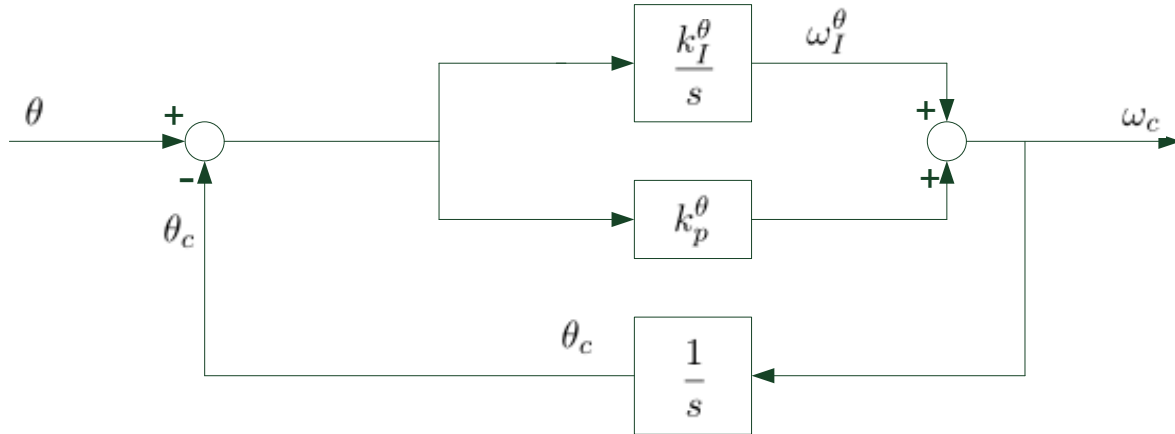 k_I^θ / s
ω_I^θ
θ
+
+
ω_c
-
+
k_p^θ
θ_c
θ_c
1 / s